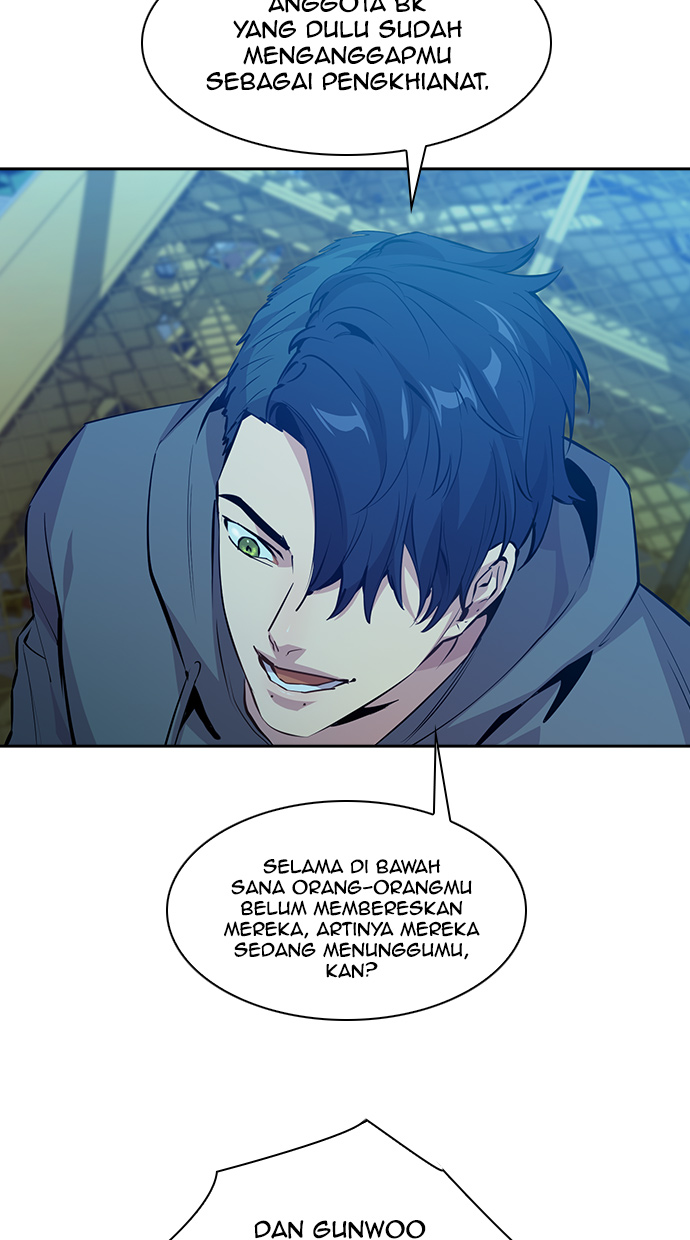 ANGGOTA BK
YANG DULU SUDAH
MENGANGGAPMU
SEBAGAI PENGKHIANAT.
SELAMA DI BAWAH
SANA ORANG-ORANGMU
BELUM MEMBERESKAN
MEREKA, ARTINYA MEREKA
SEDANG MENUNGGUMU,
KAN?
DAN GUNWOO